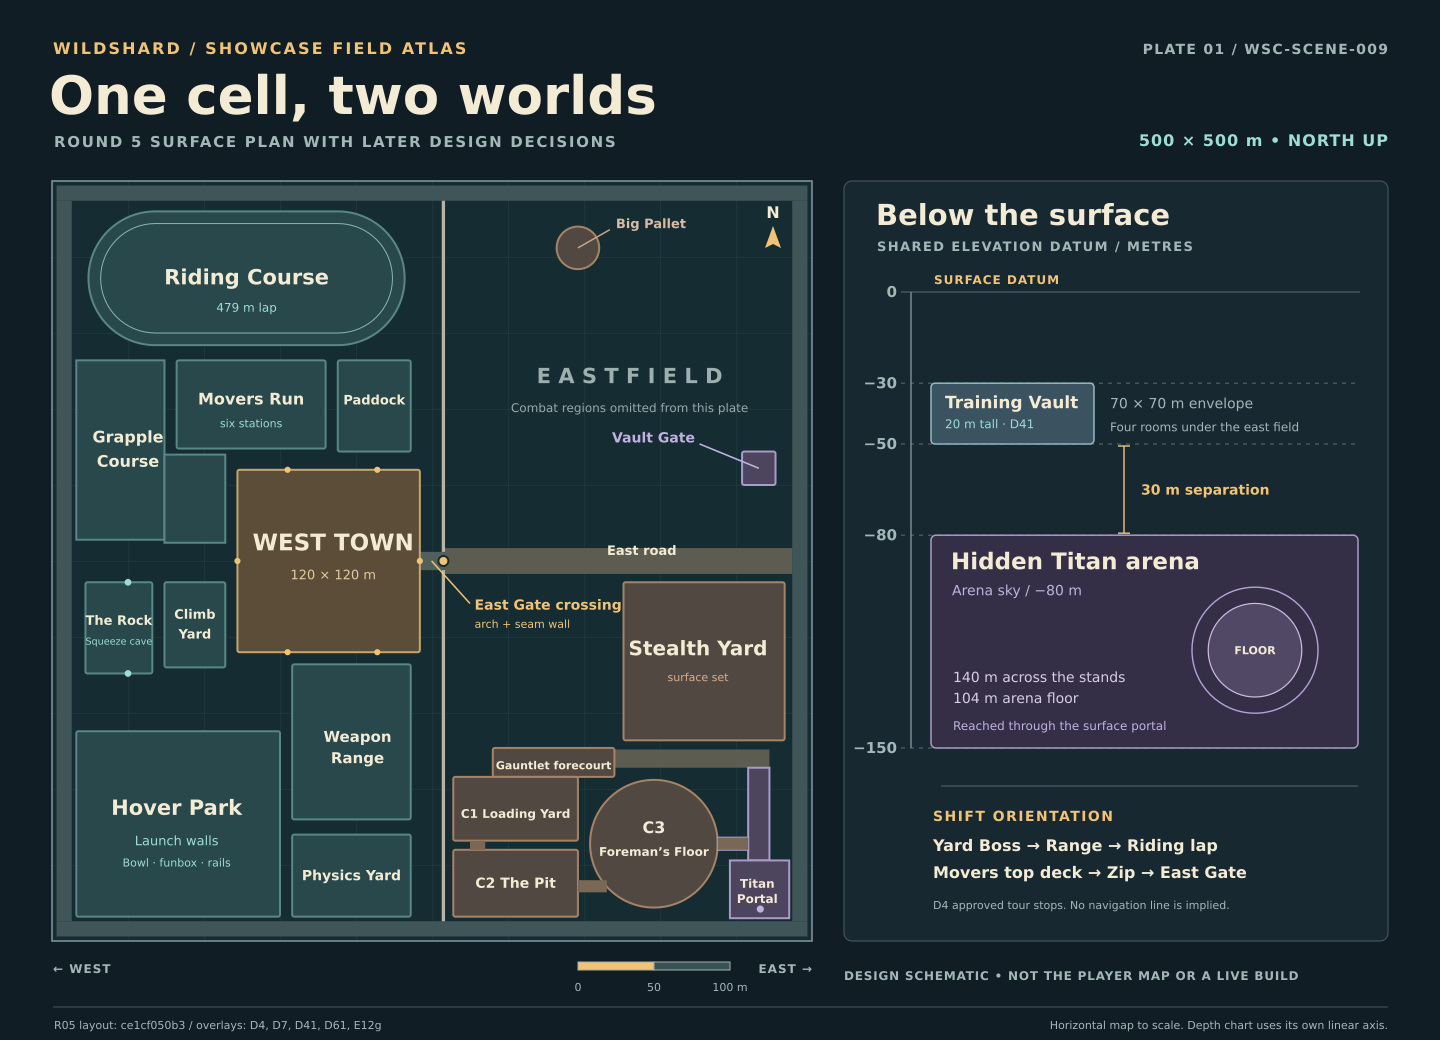 WILDSHARD / SHOWCASE FIELD ATLAS
PLATE 01 / WSC-SCENE-009
One cell, two worlds
ROUND 5 SURFACE PLAN WITH LATER DESIGN DECISIONS
500 × 500 m • NORTH UP
N
Big Pallet
Riding Course
479 m lap
EASTFIELD
Combat regions omitted from this plate
Movers Run
six stations
Paddock
Grapple
Course
Vault Gate
WEST TOWN
120 × 120 m
East road
East Gate crossing
arch + seam wall
The Rock
Squeeze cave
Climb
Yard
Stealth Yard
surface set
Weapon
Range
Gauntlet forecourt
C1 Loading Yard
C3
Foreman’s Floor
Hover Park
Launch walls
Bowl · funbox · rails
Physics Yard
C2 The Pit
Titan
Portal
← WEST
EAST →
0
50
100 m
Below the surface
SHARED ELEVATION DATUM / METRES
SURFACE DATUM
0
−30
Training Vault
20 m tall · D41
70 × 70 m envelope
Four rooms under the east field
−50
30 m separation
−80
Hidden Titan arena
Arena sky / −80 m
FLOOR
140 m across the stands
104 m arena floor
Reached through the surface portal
−150
SHIFT ORIENTATION
Yard Boss → Range → Riding lap
Movers top deck → Zip → East Gate
D4 approved tour stops. No navigation line is implied.
DESIGN SCHEMATIC • NOT THE PLAYER MAP OR A LIVE BUILD
R05 layout: ce1cf050b3 / overlays: D4, D7, D41, D61, E12g
Horizontal map to scale. Depth chart uses its own linear axis.